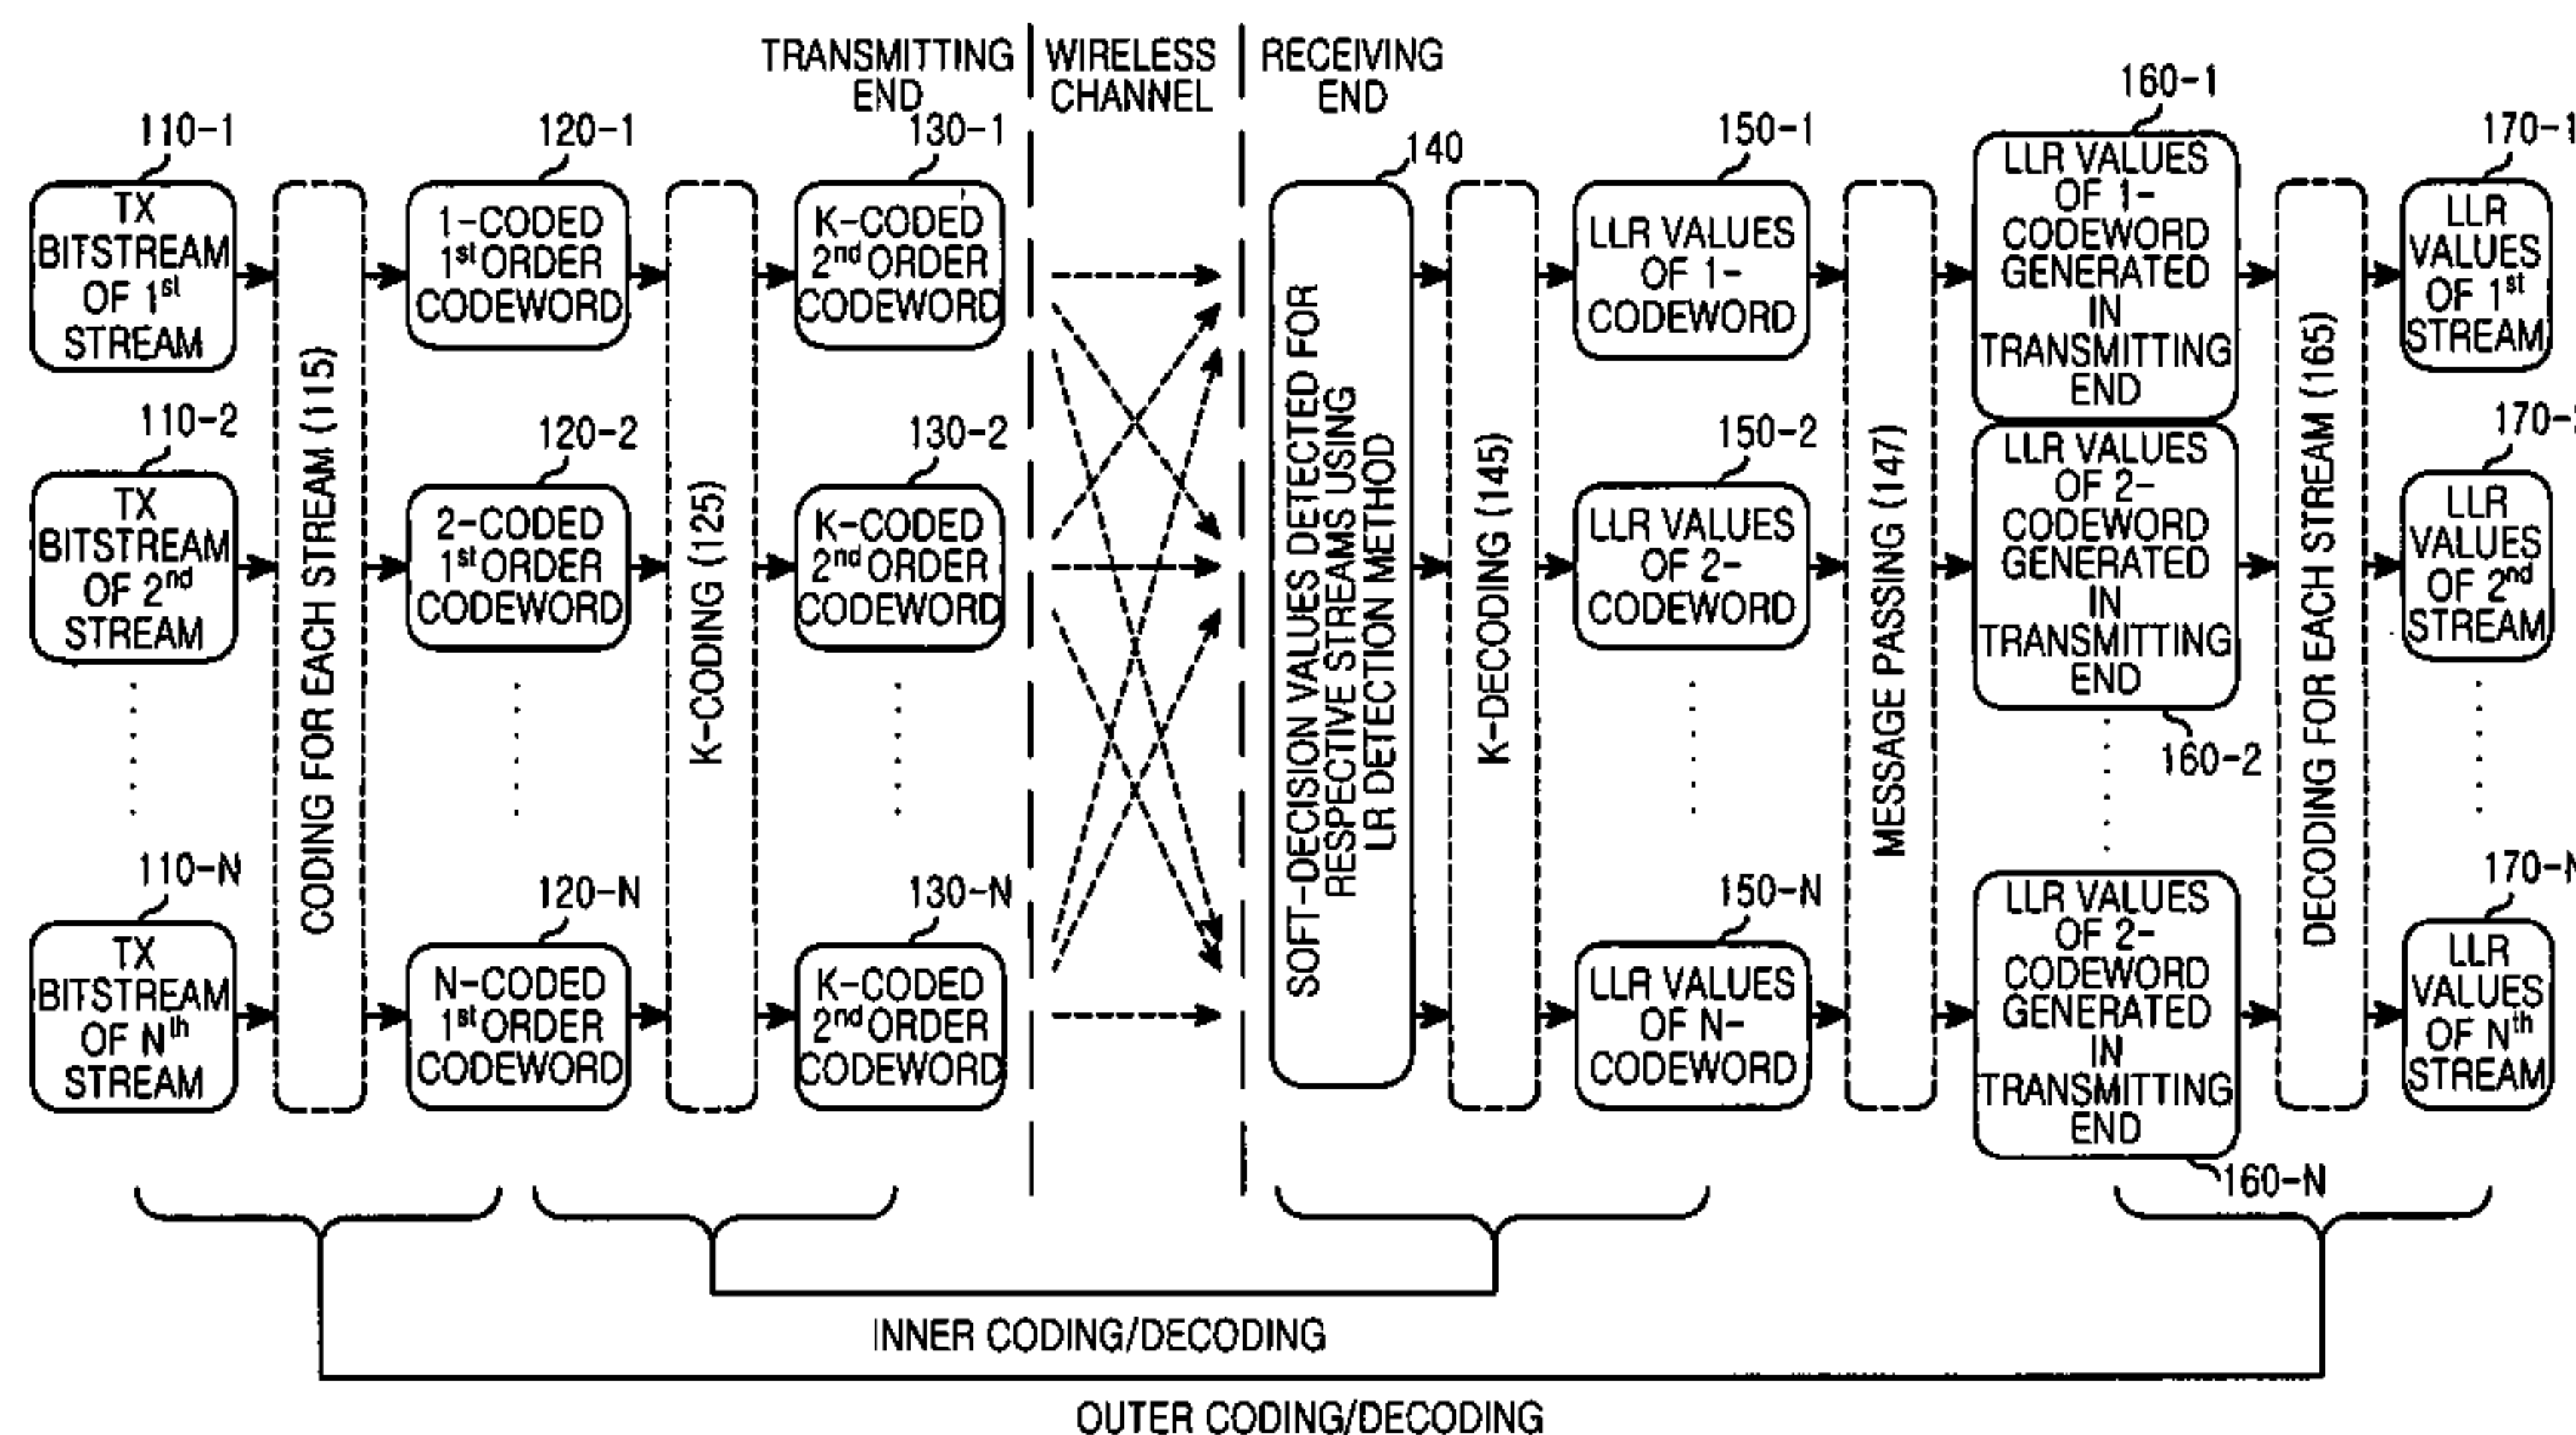 TRANSMITTING
END
WIRELESS
CHANNEL
RECEIVING
END
110-1
TX
BITSTREAM
OF 1st
STREAM
110-2
TX
BITSTREAM
OF 2nd
STREAM
110-N
TX
BITSTREAM
OF Nth
STREAM
CODING FOR EACH STREAM (115)
120-1
1-CODED
1st ORDER
CODEWORD
120-2
2-CODED
1st ORDER
CODEWORD
120-N
N-CODED
1st ORDER
CODEWORD
K-CODING (125)
130-1
K-CODED
2nd ORDER
CODEWORD
130-2
K-CODED
2nd ORDER
CODEWORD
130-N
K-CODED
2nd ORDER
CODEWORD
140
SOFT-DECISION VALUES DETECTED FOR
RESPECTIVE STREAMS USING
LR DETECTION METHOD
K-DECODING (145)
150-1
LLR VALUES
OF 1-
CODEWORD
150-2
LLR VALUES
OF 2-
CODEWORD
150-N
LLR VALUES
OF N-
CODEWORD
MESSAGE PASSING (147)
160-1
LLR VALUES
OF 1-
CODEWORD
GENERATED
IN
TRANSMITTING
END
LLR VALUES
OF 2-
CODEWORD
GENERATED
IN
TRANSMITTING
END
160-2
LLR VALUES
OF 2-
CODEWORD
GENERATED
IN
TRANSMITTING
END
160-N
DECODING FOR EACH STREAM (165)
170-1
LLR
VALUES
OF 1st
STREAM
170-2
LLR
VALUES
OF 2nd
STREAM
170-N
LLR
VALUES
OF Nth
STREAM
INNER CODING/DECODING
OUTER CODING/DECODING